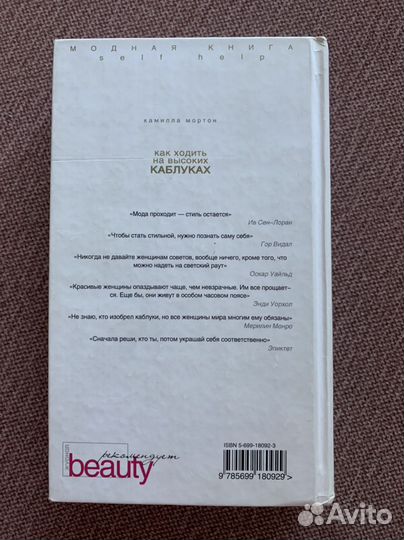 МОДНАЯ КНИГА
self help
камилла мортон
как ходить
на высоких
КАБЛУКАХ
«Мода проходит — стиль остается»
Ив Сен-Лоран
«Чтобы стать стильной, нужно познать саму себя»
Гор Видал
«Никогда не давайте женщинам советов, вообще ничего, кроме того, что
можно надеть на светский раут»
Оскар Уайльд
«Красивые женщины опаздывают чаще, чем невзрачные. Им все прощает-
ся. Еще бы, они живут в особом часовом поясе»
Энди Уорхол
«Не знаю, кто изобрел каблуки, но все женщины мира многим ему обязаны»
Мерилин Монро
«Сначала реши, кто ты, потом украшай себя соответственно»
Эпиктет
рекомендует
beauty
ISBN 5-699-18092-3
9 785699 180929 >
Avito